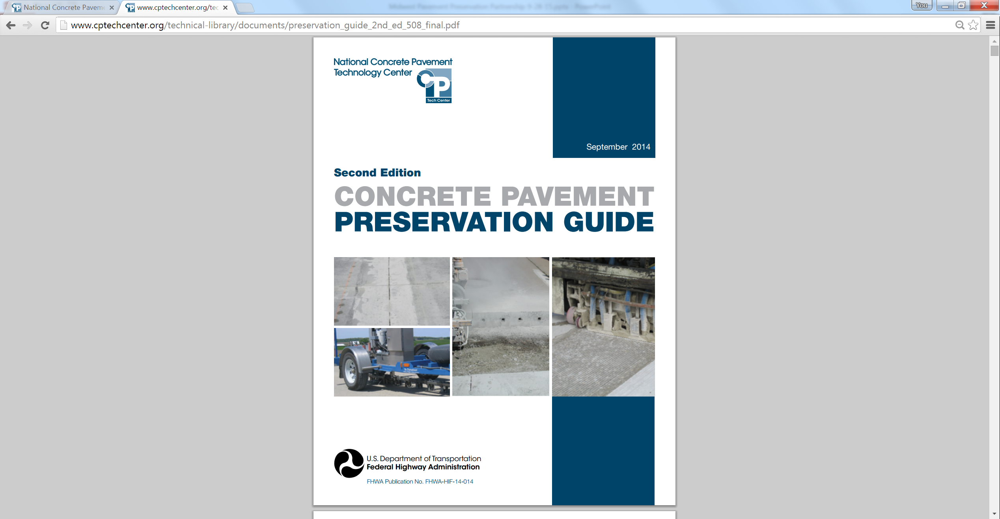 National Concrete Paveme
www.cptechcenter.org/tec
You
www.cptechcenter.org/technical-library/documents/preservation_guide_2nd_ed_508_final.pdf
National Concrete Pavement
Technology Center
CP
Tech Center
September 2014
Second Edition
CONCRETE PAVEMENT
PRESERVATION GUIDE
U.S. Department of Transportation
Federal Highway Administration
FHWA Publication No. FHWA-HIF-14-014